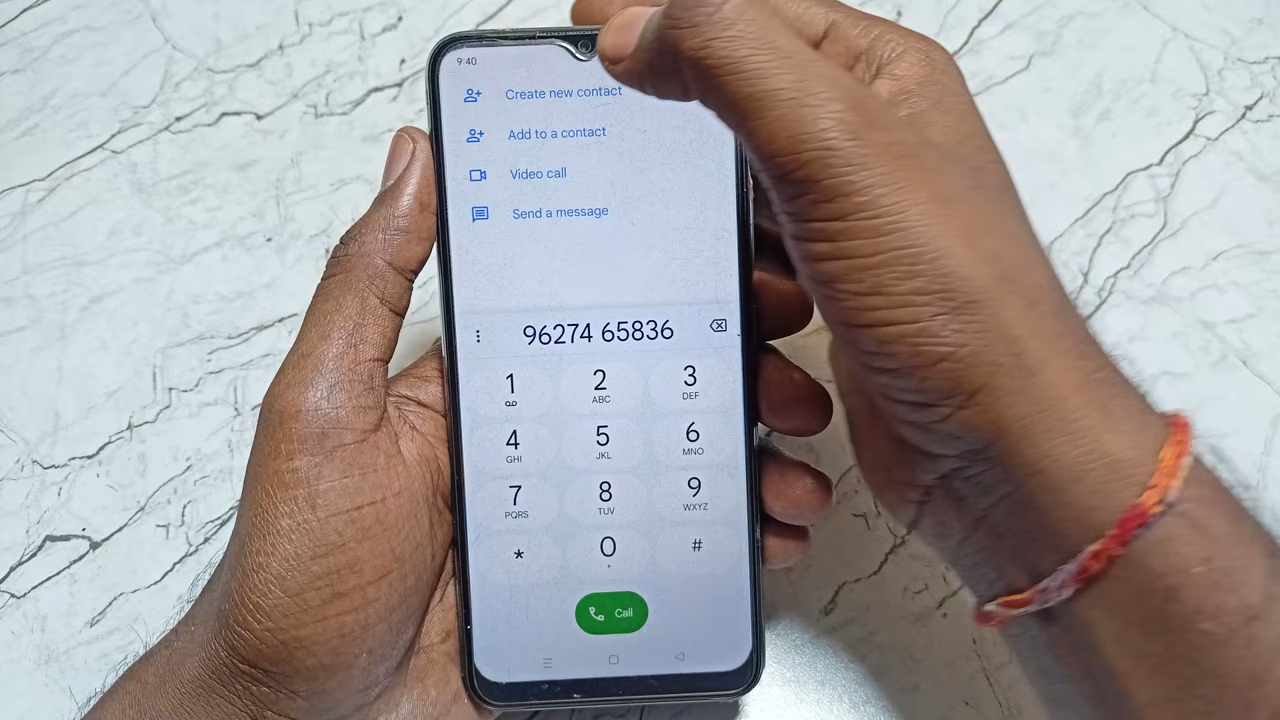 9:40
Create new contact
Add to a contact
Video call
Send a message
96274 65836
1 2 3
ABC DEF
4 5 6
GHI JKL MNO
7 8 9
PQRS TUV WXYZ
* 0 #
+
Call